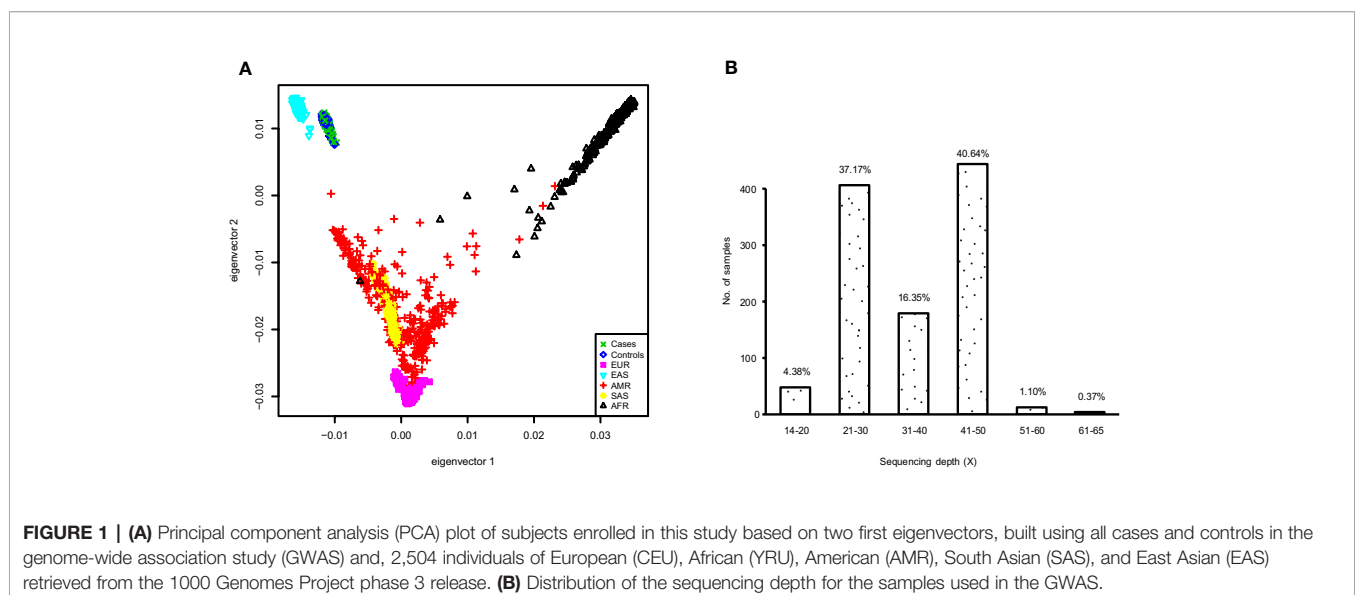 A
B
0.01
0.00
−0.01
−0.02
−0.03
eigenvector 2
−0.01
0.00
0.01
0.02
0.03
eigenvector 1
Cases
Controls
EUR
EAS
AMR
SAS
AFR
400
300
200
100
0
No. of samples
4.38%
37.17%
16.35%
40.64%
1.10%
0.37%
14-20
21-30
31-40
41-50
51-60
61-65
Sequencing depth (X)
FIGURE 1 | (A) Principal component analysis (PCA) plot of subjects enrolled in this study based on two first eigenvectors, built using all cases and controls in the
genome-wide association study (GWAS) and, 2,504 individuals of European (CEU), African (YRU), American (AMR), South Asian (SAS), and East Asian (EAS)
retrieved from the 1000 Genomes Project phase 3 release. (B) Distribution of the sequencing depth for the samples used in the GWAS.